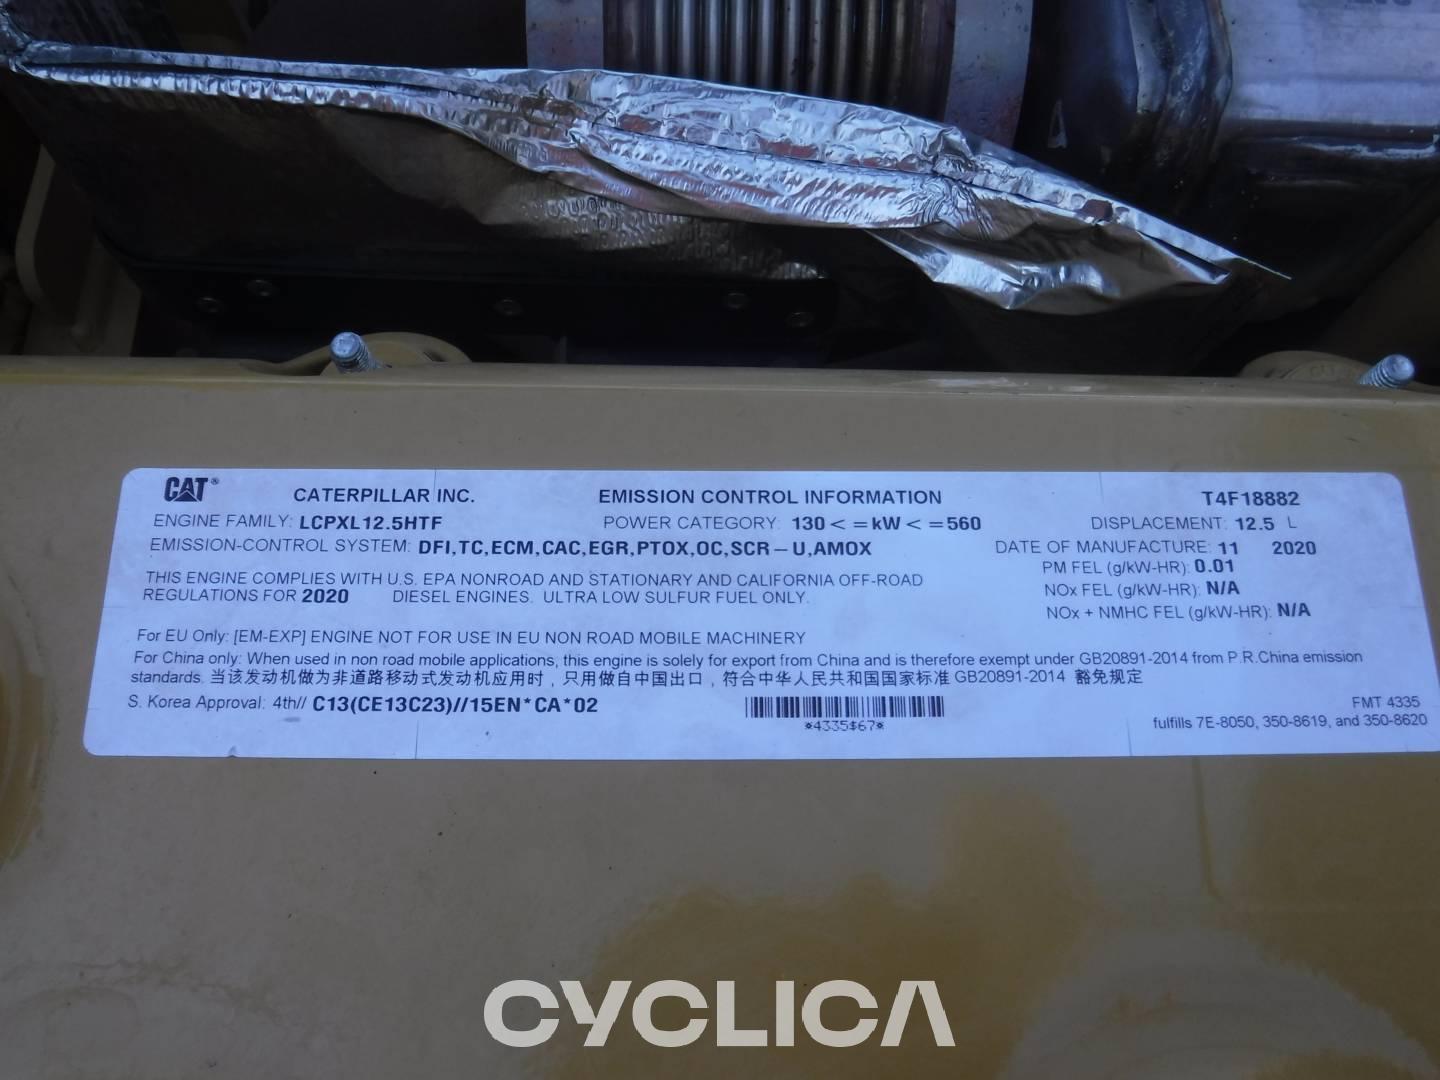 CAT® CATERPILLAR INC. EMISSION CONTROL INFORMATION T4F18882
ENGINE FAMILY: LCPXL12.5HTF POWER CATEGORY: 130<=kW<=560 DISPLACEMENT: 12.5 L
EMISSION-CONTROL SYSTEM: DFI,TC,ECM,CAC,EGR,PTOX,OC,SCR-U,AMOX DATE OF MANUFACTURE: 11 2020
PM FEL (g/kW-HR): 0.01
THIS ENGINE COMPLIES WITH U.S. EPA NONROAD AND STATIONARY AND CALIFORNIA OFF-ROAD
NOx FEL (g/kW-HR): N/A
REGULATIONS FOR 2020 DIESEL ENGINES. ULTRA LOW SULFUR FUEL ONLY.
NOx + NMHC FEL (g/kW-HR): N/A
For EU Only: [EM-EXP] ENGINE NOT FOR USE IN EU NON ROAD MOBILE MACHINERY
For China only: When used in non road mobile applications, this engine is solely for export from China and is therefore exempt under GB20891-2014 from P.R.China emission
standards. 当该发动机做为非道路移动式发动机应用时，只用做自中国出口，符合中华人民共和国国家标准 GB20891-2014 豁免规定
S. Korea Approval: 4th// C13(CE13C23)//15EN*CA*02
*4335$67*
FMT 4335
fulfills 7E-8050, 350-8619, and 350-8620
CYCLICA